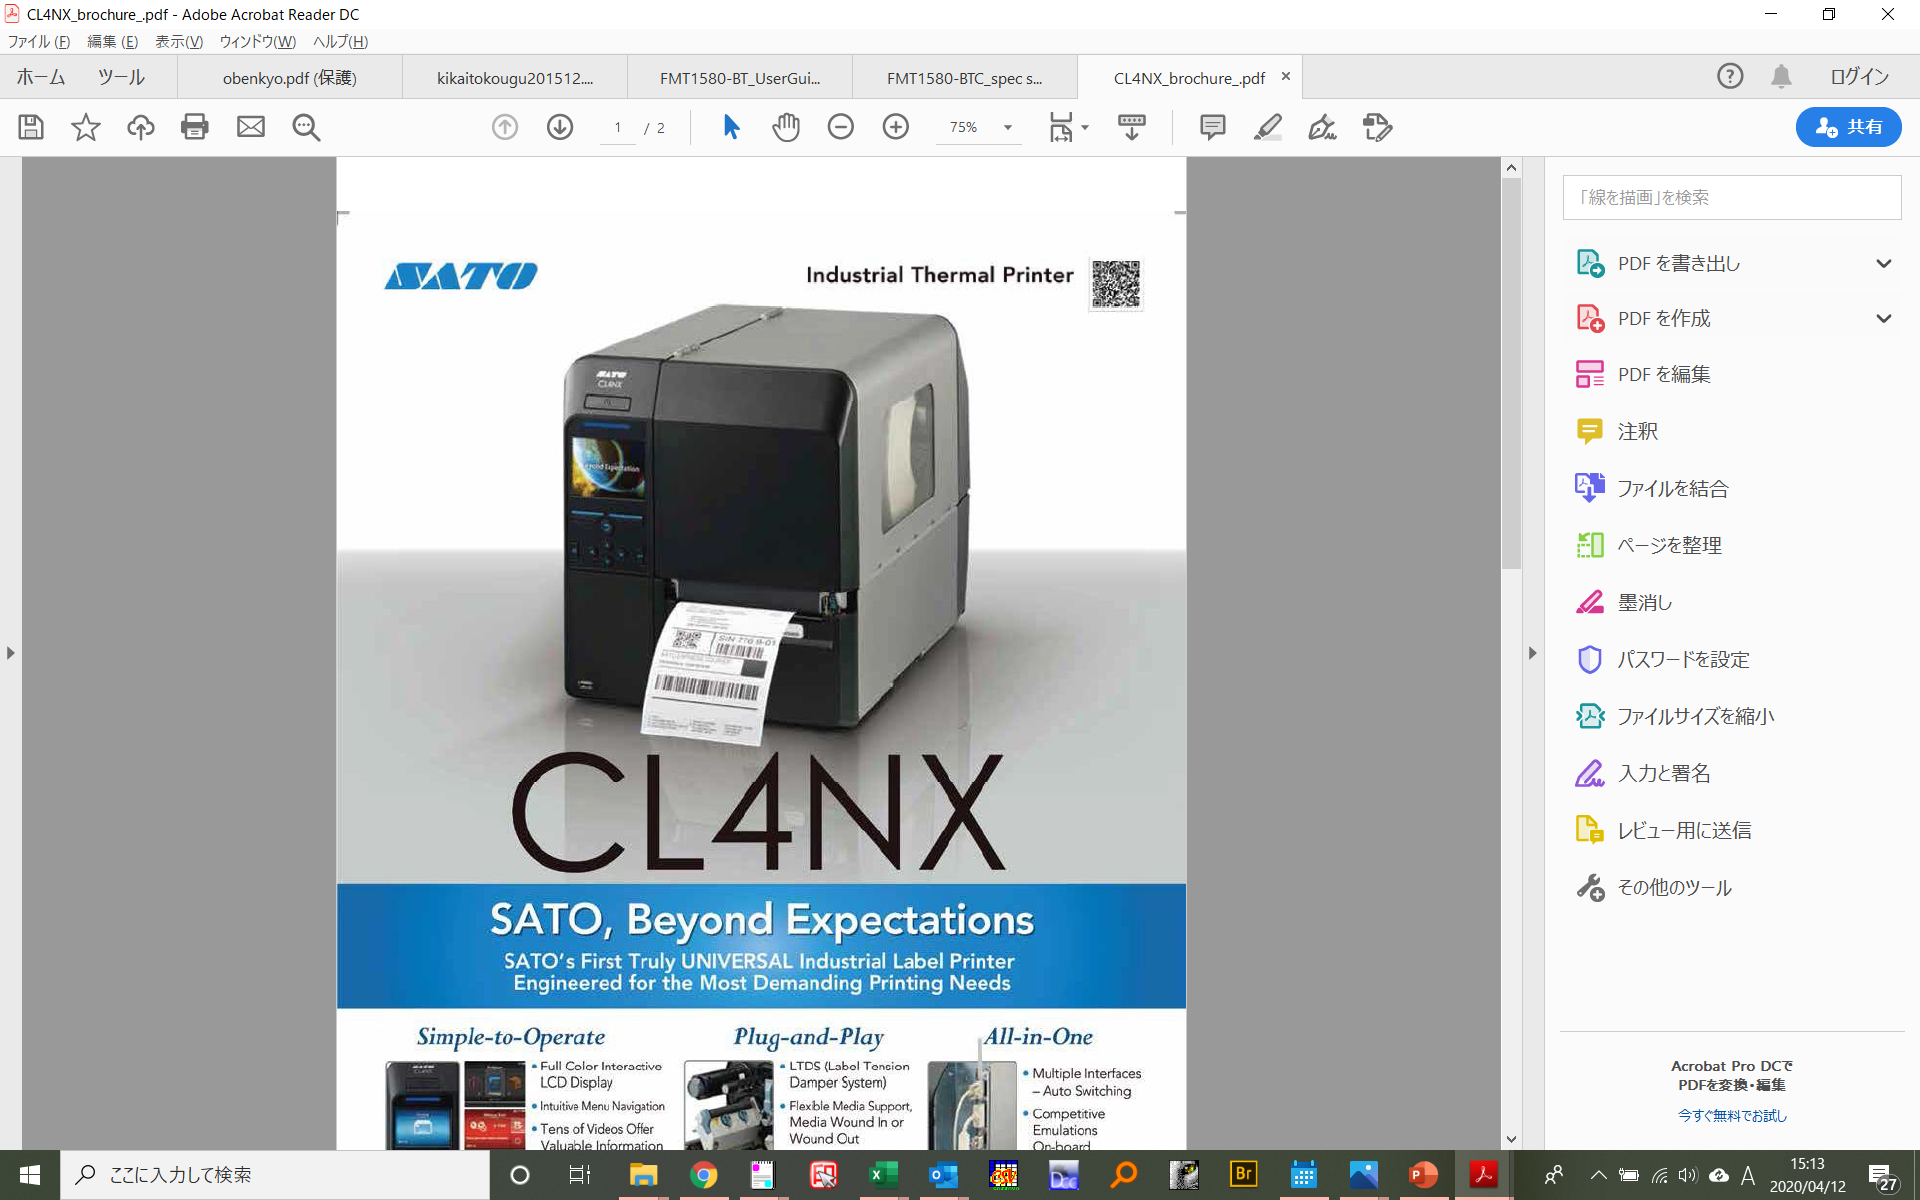 CL4NX_brochure_.pdf - Adobe Acrobat Reader DC
ファイル (F) 編集 (E) 表示(V) ウィンドウ(W) ヘルプ(H)
ホーム ツール obenkyo.pdf (保護) kikaitokougu201512.... FMT1580-BT_UserGui... FMT1580-BTC_spec s... CL4NX_brochure_.pdf × ログイン
1 / 2 75% 共有
「線を描画」を検索
PDF を書き出し
PDF を作成
PDF を編集
注釈
ファイルを結合
ページを整理
墨消し
パスワードを設定
ファイルサイズを縮小
入力と署名
レビュー用に送信
その他のツール
Acrobat Pro DCで
PDFを変換・編集
今すぐ無料でお試し
SATO
Industrial Thermal Printer
SATO
CL4NX
Beyond Expectation
CL4NX
SATO, Beyond Expectations
SATO's First Truly UNIVERSAL Industrial Label Printer
Engineered for the Most Demanding Printing Needs
Simple-to-Operate
• Full Color Interactive
LCD Display
• Intuitive Menu Navigation
• Tens of Videos Offer
Valuable Information
Plug-and-Play
• LTDS (Label Tension
Damper System)
• Flexible Media Support,
Media Wound In or
Wound Out
All-in-One
• Multiple Interfaces
– Auto Switching
• Competitive
Emulations
On-board
ここに入力して検索
Br
A
15:13
2020/04/12
27